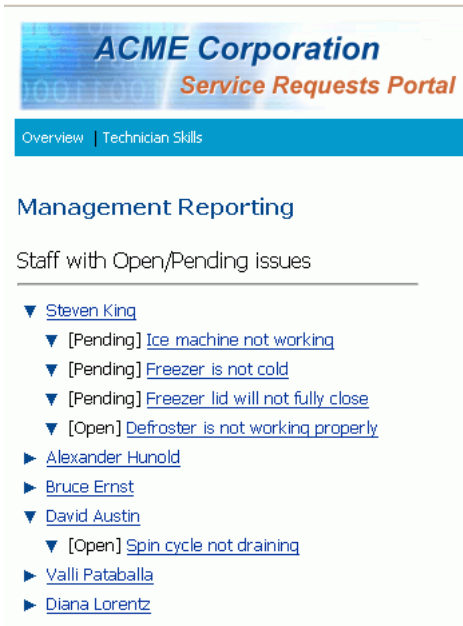 ACME Corporation
Service Requests Portal
Overview | Technician Skills
Management Reporting
Staff with Open/Pending issues
Steven King
[Pending] Ice machine not working
[Pending] Freezer is not cold
[Pending] Freezer lid will not fully close
[Open] Defroster is not working properly
Alexander Hunold
Bruce Ernst
David Austin
[Open] Spin cycle not draining
Valli Pataballa
Diana Lorentz